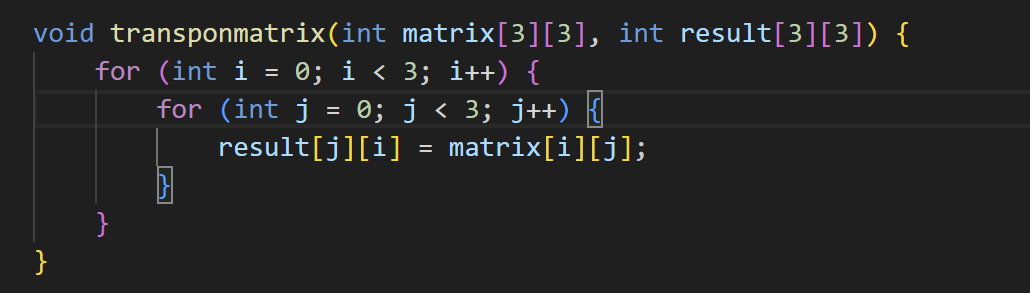 void transponmatrix(int matrix[3][3], int result[3][3]) {
for (int i = 0; i < 3; i++) {
for (int j = 0; j < 3; j++) {
result[j][i] = matrix[i][j];
}
}
}